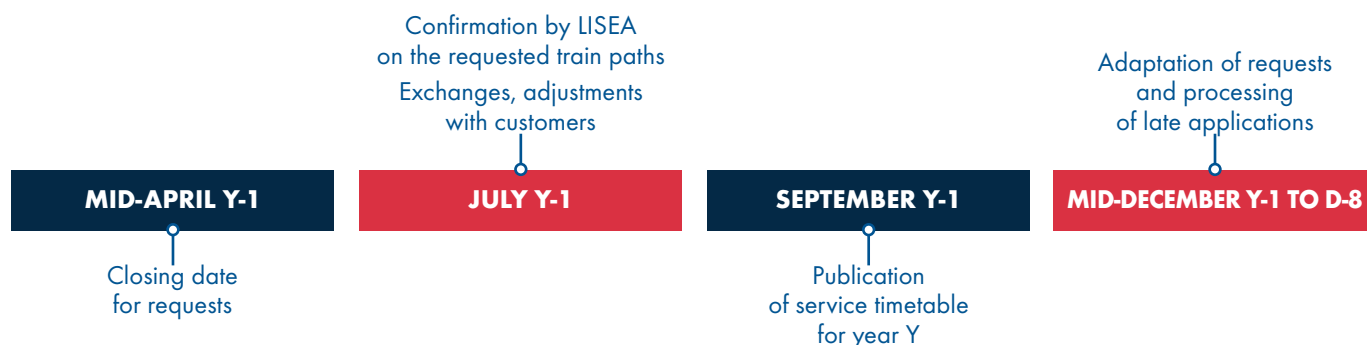 Confirmation by LISEA
on the requested train paths
Exchanges, adjustments
with customers
Adaptation of requests
and processing
of late applications
MID-APRIL Y-1
JULY Y-1
SEPTEMBER Y-1
MID-DECEMBER Y-1 TO D-8
Closing date
for requests
Publication
of service timetable
for year Y